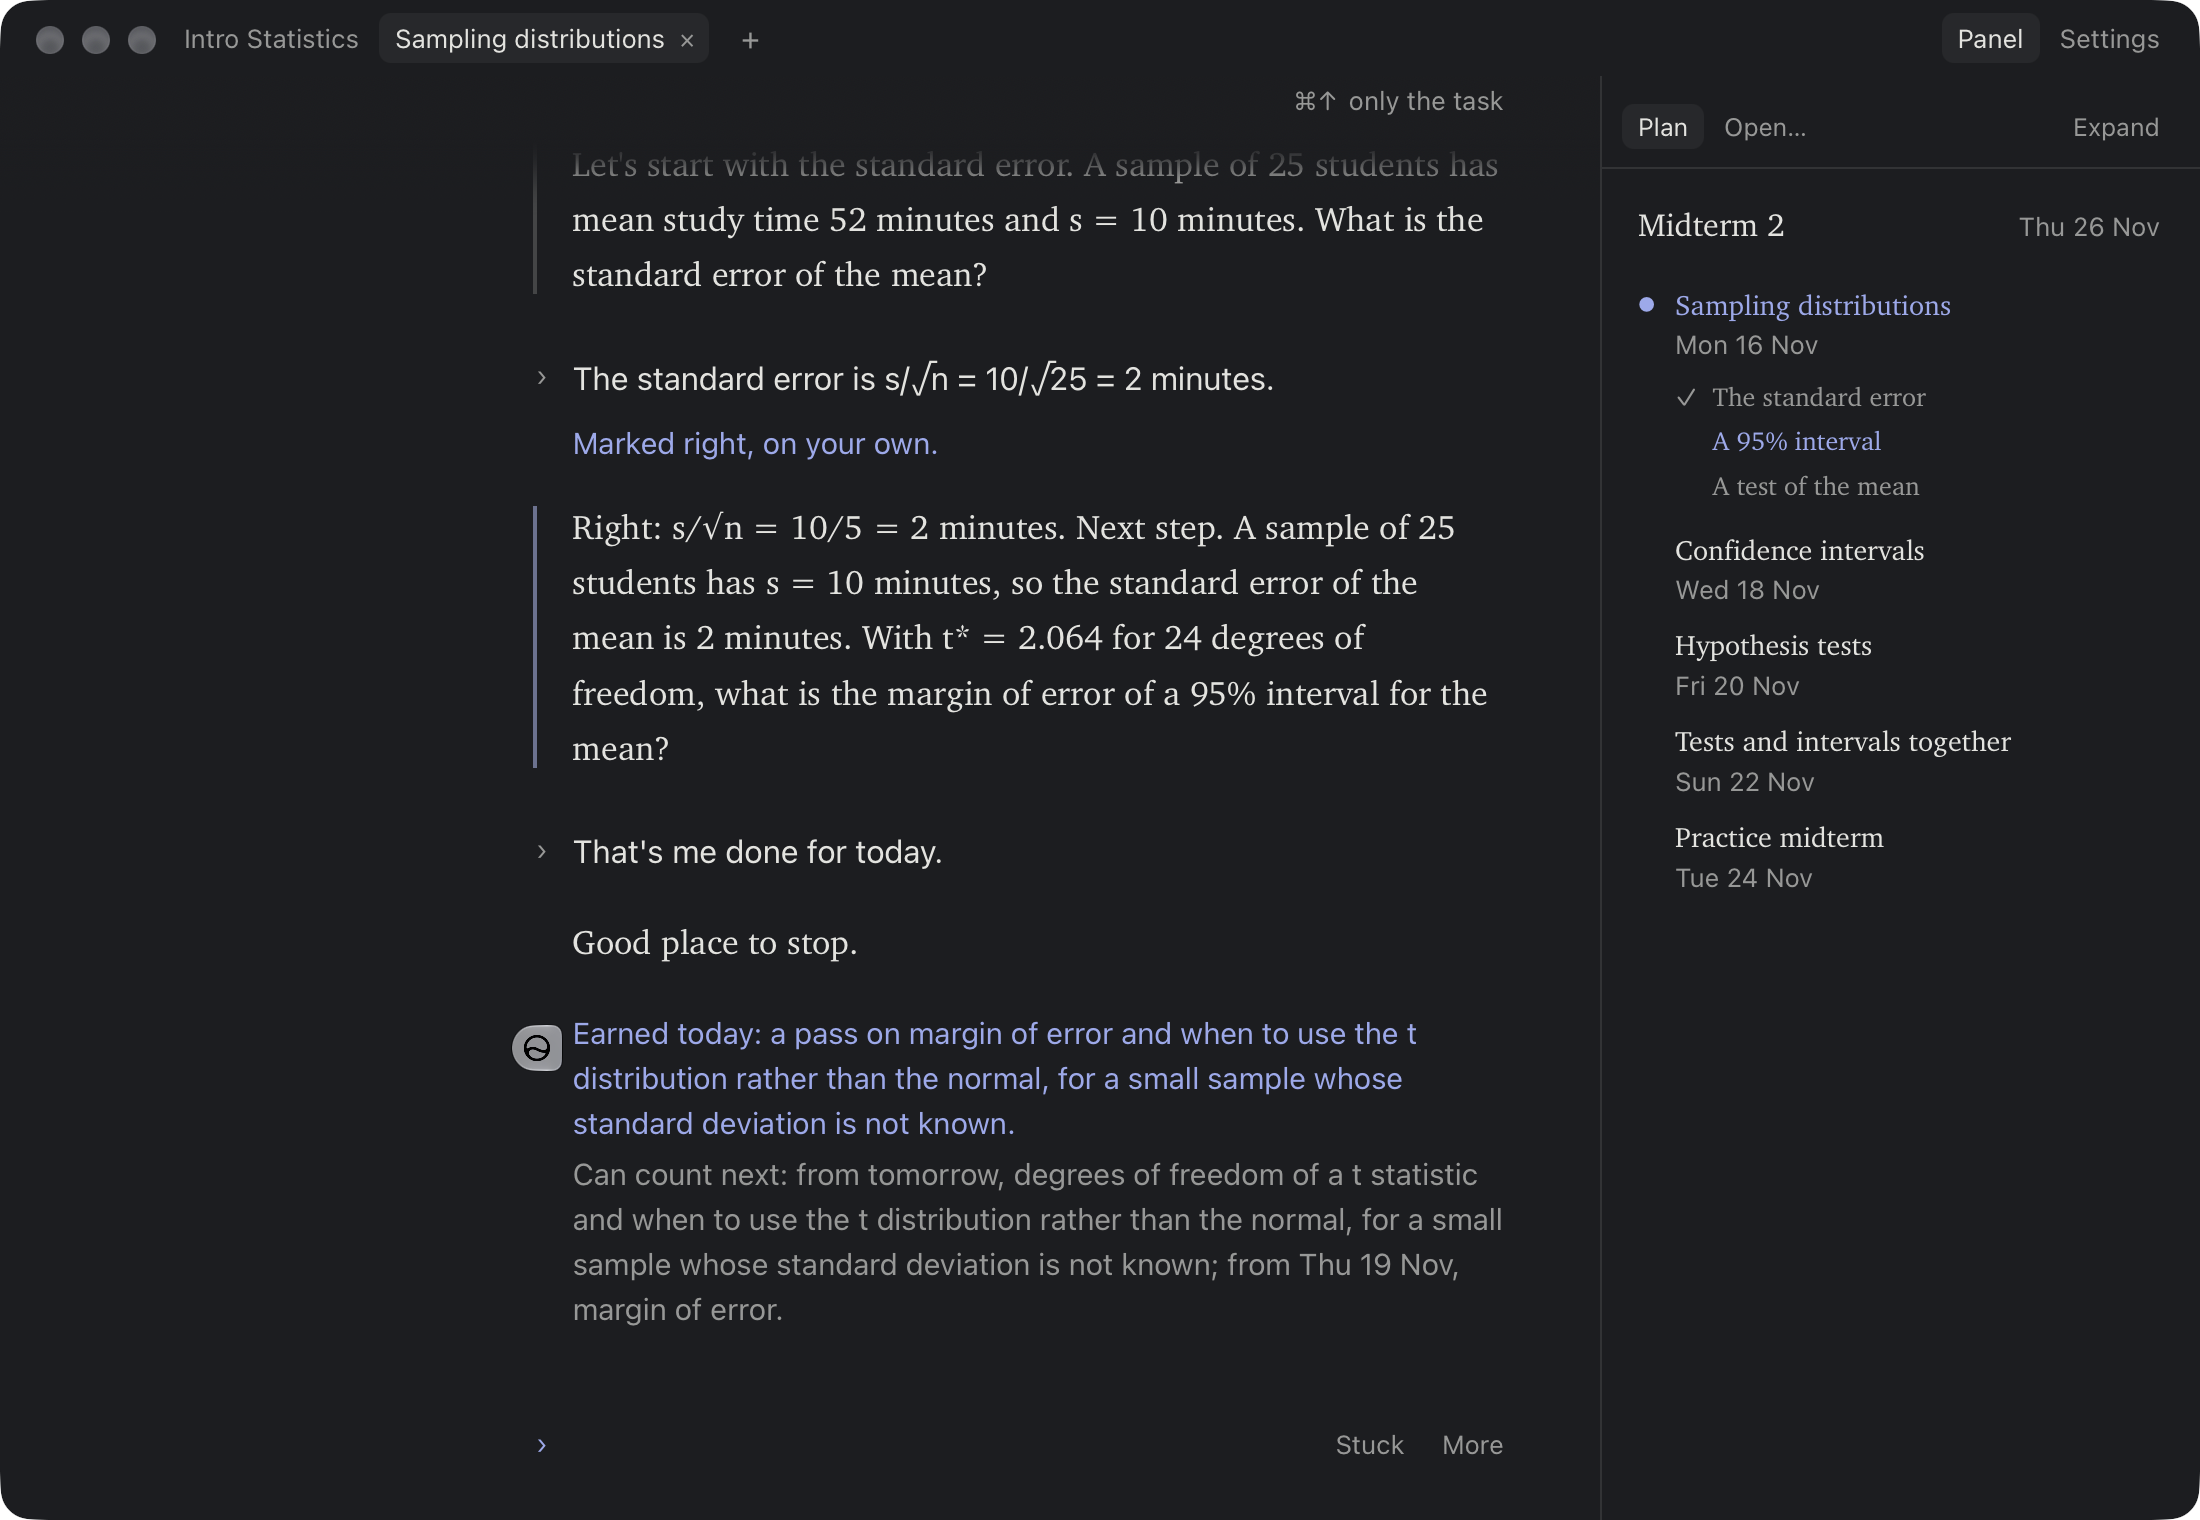 Intro Statistics
Sampling distributions ×
+
Panel
Settings
⌘↑ only the task
Let's start with the standard error. A sample of 25 students has
mean study time 52 minutes and s = 10 minutes. What is the
standard error of the mean?
› The standard error is s/√n = 10/√25 = 2 minutes.
Marked right, on your own.
Right: s/√n = 10/5 = 2 minutes. Next step. A sample of 25
students has s = 10 minutes, so the standard error of the
mean is 2 minutes. With t* = 2.064 for 24 degrees of
freedom, what is the margin of error of a 95% interval for the
mean?
› That's me done for today.
Good place to stop.
Earned today: a pass on margin of error and when to use the t
distribution rather than the normal, for a small sample whose
standard deviation is not known.
Can count next: from tomorrow, degrees of freedom of a t statistic
and when to use the t distribution rather than the normal, for a small
sample whose standard deviation is not known; from Thu 19 Nov,
margin of error.
›
Stuck
More
Plan
Open...
Expand
Midterm 2
Thu 26 Nov
Sampling distributions
Mon 16 Nov
✓ The standard error
A 95% interval
A test of the mean
Confidence intervals
Wed 18 Nov
Hypothesis tests
Fri 20 Nov
Tests and intervals together
Sun 22 Nov
Practice midterm
Tue 24 Nov